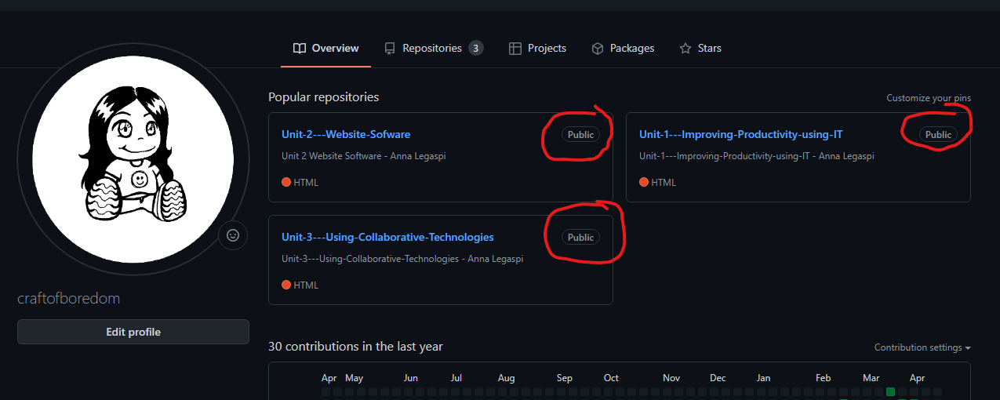 Overview Repositories 3 Projects Packages Stars
Popular repositories Customize your pins
Unit-2---Website-Sofware Public
Unit 2 Website Software - Anna Legaspi
HTML
Unit-1---Improving-Productivity-using-IT Public
Unit-1---Improving-Productivity-using-IT - Anna Legaspi
HTML
Unit-3---Using-Collaborative-Technologies Public
Unit-3---Using-Collaborative-Technologies - Anna Legaspi
HTML
craftofboredom
Edit profile
30 contributions in the last year Contribution settings
Apr May Jun Jul Aug Sep Oct Nov Dec Jan Feb Mar Apr